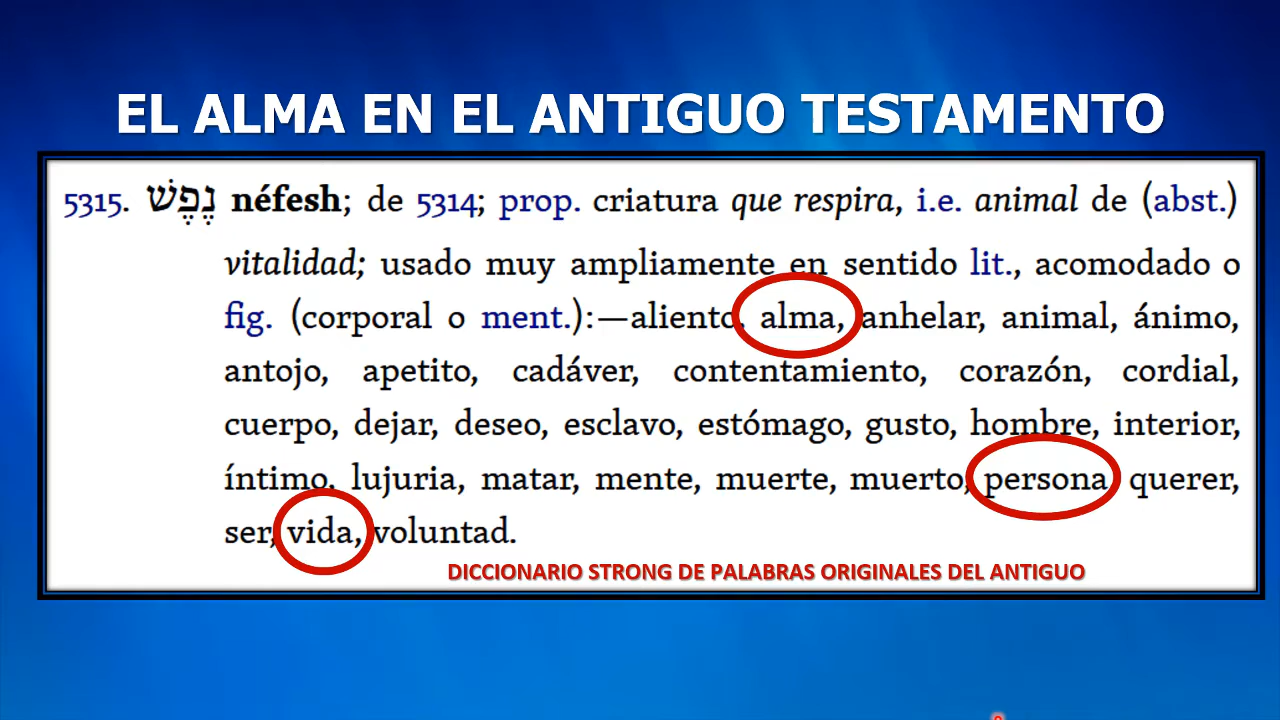 EL ALMA EN EL ANTIGUO TESTAMENTO
5315. נֶפֶשׁ néfesh; de 5314; prop. criatura que respira, i.e. animal de (abst.)
vitalidad; usado muy ampliamente en sentido lit., acomodado o
fig. (corporal o ment.):—aliento, alma, anhelar, animal, ánimo,
antojo, apetito, cadáver, contentamiento, corazón, cordial,
cuerpo, dejar, deseo, esclavo, estómago, gusto, hombre, interior,
íntimo, lujuria, matar, mente, muerte, muerto, persona querer,
ser, vida, voluntad.
DICCIONARIO STRONG DE PALABRAS ORIGINALES DEL ANTIGUO